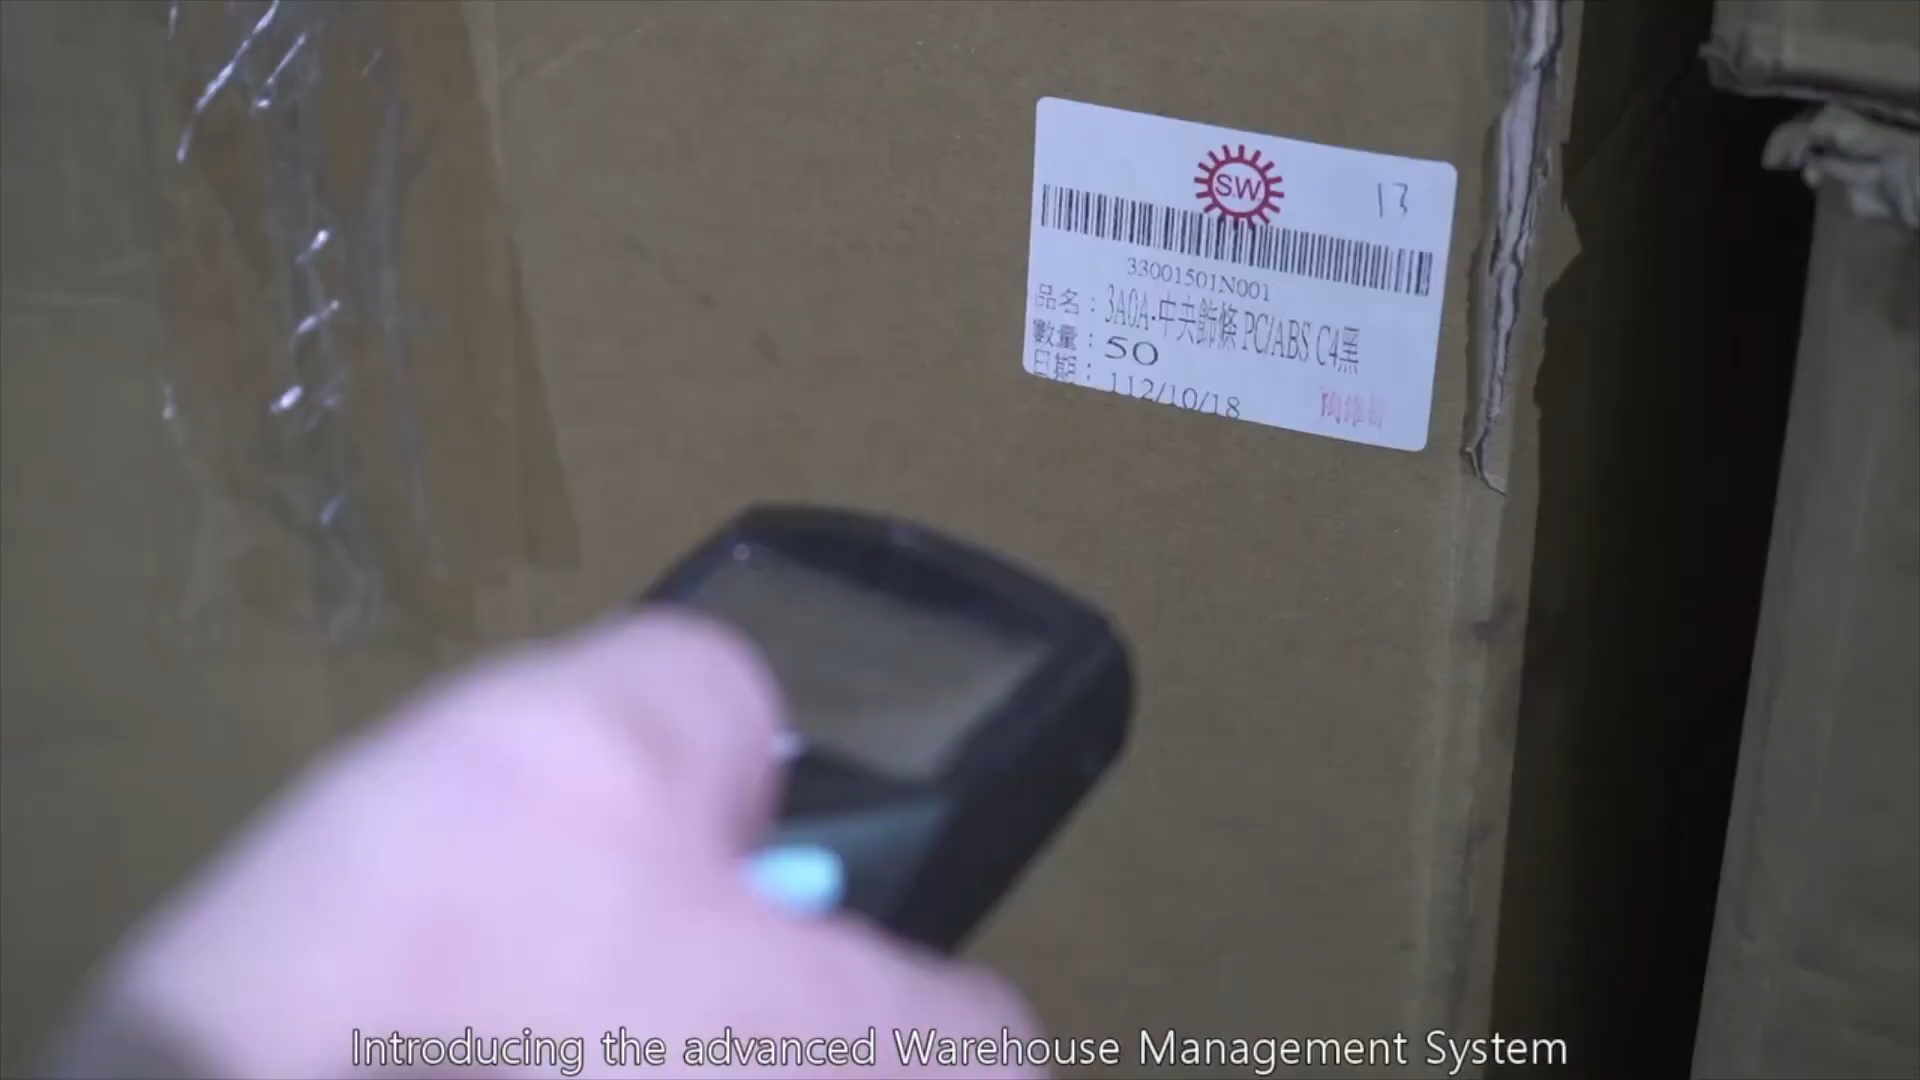 S.W.
13
33001501N001
品名：3A0A-中央飾條 PC/ABS C4黑
數量：50
日期：112/10/18
Introducing the advanced Warehouse Management System